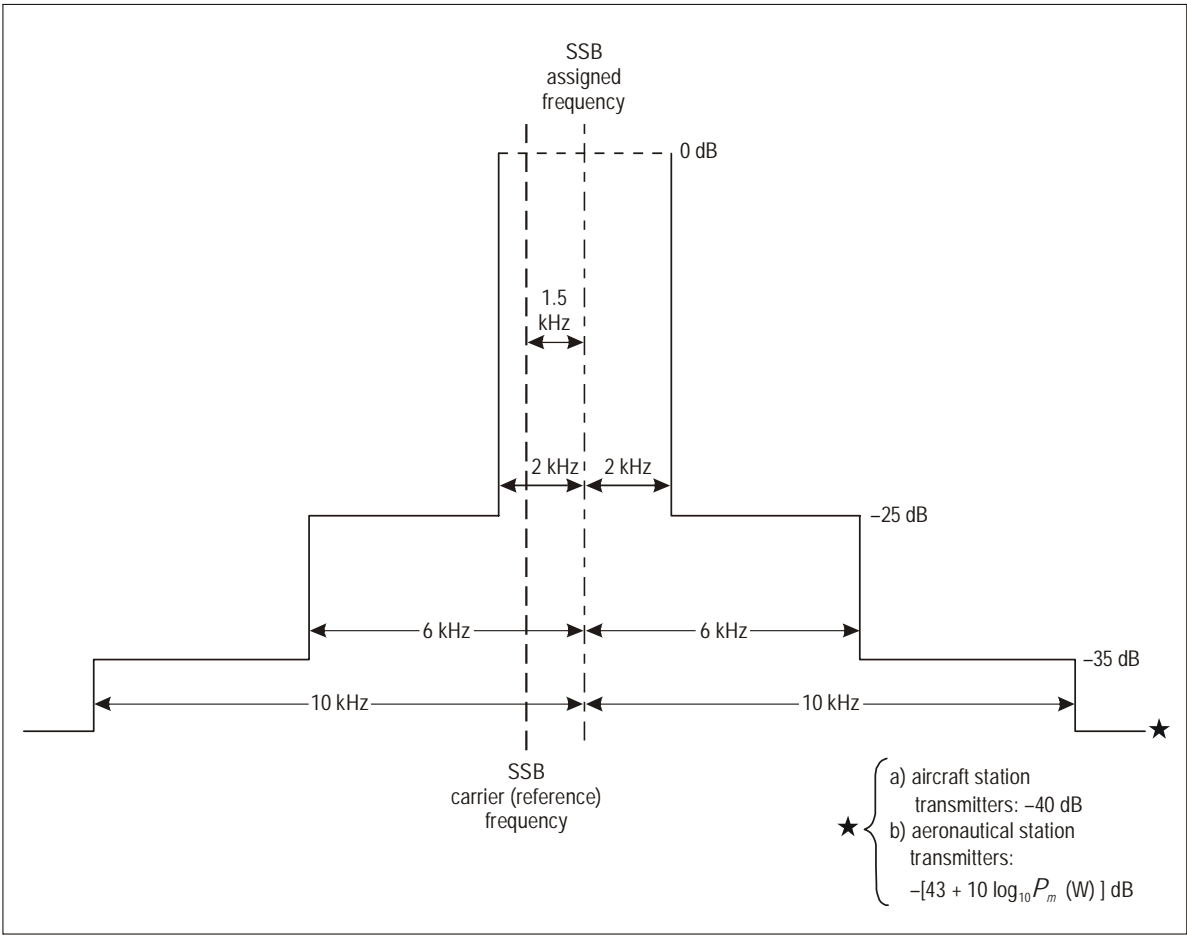 SSB
assigned
frequency
0 dB
1.5
kHz
2 kHz 2 kHz
–25 dB
6 kHz 6 kHz
–35 dB
10 kHz 10 kHz
SSB
carrier (reference)
frequency
★ a) aircraft station
transmitters: –40 dB
b) aeronautical station
transmitters:
–[43 + 10 log₁₀Pₘ (W) ] dB